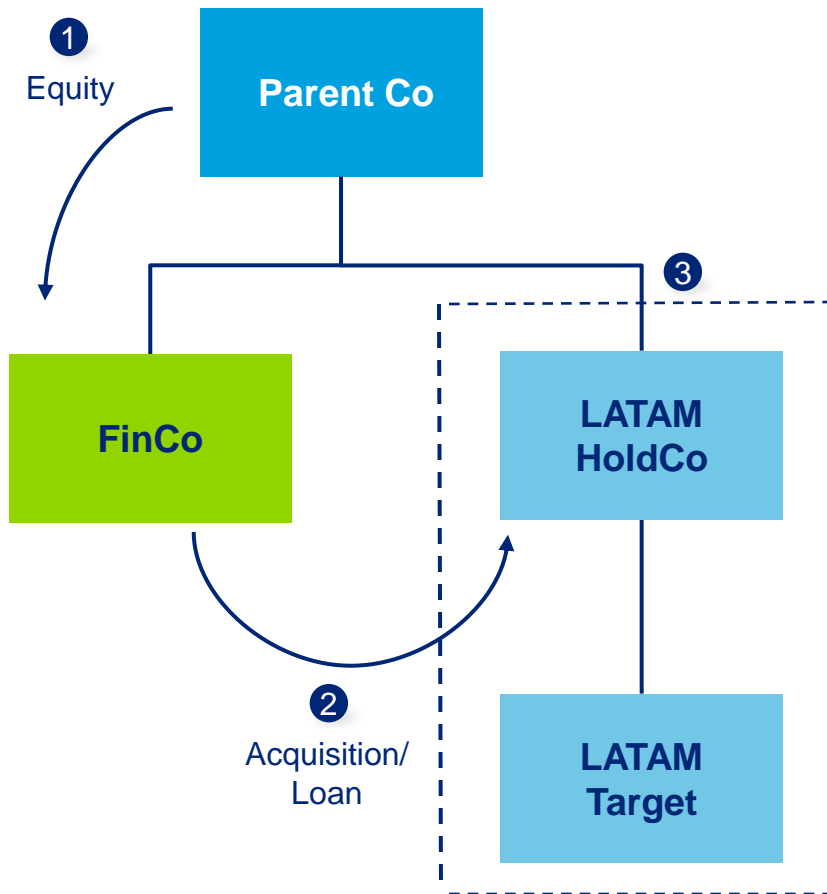 1
Equity
Parent Co
3
FinCo
LATAM
HoldCo
2
Acquisition/
Loan
LATAM
Target